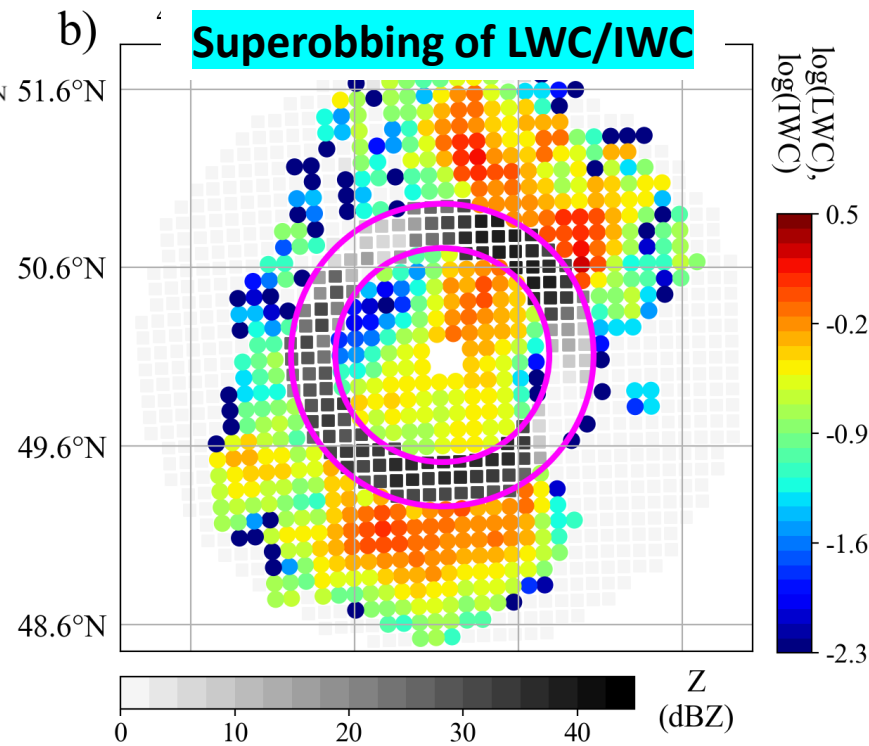 b)
Superobbing of LWC/IWC
N
51.6°N
50.6°N
49.6°N
48.6°N
log(LWC),
log(IWC)
0.5
-0.2
-0.9
-1.6
-2.3
0 10 20 30 40
Z
(dBZ)